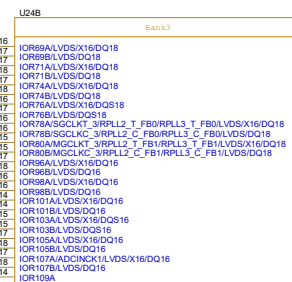 U24B
Bank3
IOR69A/LVDS/X16/DQ18
IOR69B/LVDS/DQ18
IOR71A/LVDS/X16/DQ18
IOR71B/LVDS/DQ18
IOR74A/LVDS/X16/DQ18
IOR74B/LVDS/DQ18
IOR76A/LVDS/X16/DQS18
IOR76B/LVDS/DQS18
IOR78A/SGCLKT_3/RPLL2_T_FB0/RPLL3_T_FB0/LVDS/X16/DQ18
IOR78B/SGCLKC_3/RPLL2_C_FB0/RPLL3_C_FB0/LVDS/DQ18
IOR80A/MGCLKT_3/RPLL2_T_FB1/RPLL3_T_FB1/LVDS/X16/DQ18
IOR80B/MGCLKC_3/RPLL2_C_FB1/RPLL3_C_FB1/LVDS/DQ18
IOR96A/LVDS/X16/DQ16
IOR96B/LVDS/DQ16
IOR98A/LVDS/X16/DQ16
IOR98B/LVDS/DQ16
IOR101A/LVDS/X16/DQ16
IOR101B/LVDS/DQ16
IOR103A/LVDS/X16/DQS16
IOR103B/LVDS/DQS16
IOR105A/LVDS/X16/DQ16
IOR105B/LVDS/DQ16
IOR107A/ADCINCK1/LVDS/X16/DQ16
IOR107B/LVDS/DQ16
IOR109A